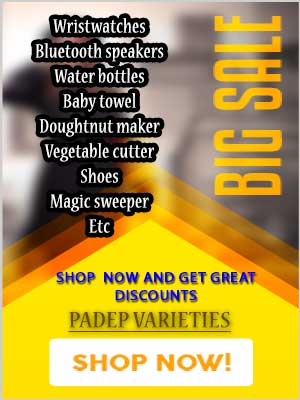 Wristwatches
Bluetooth speakers
Water bottles
Baby towel
Doughtnut maker
Vegetable cutter
Shoes
Magic sweeper
Etc
BIG SALE
SHOP NOW AND GET GREAT
DISCOUNTS
PADEP VARIETIES
SHOP NOW!